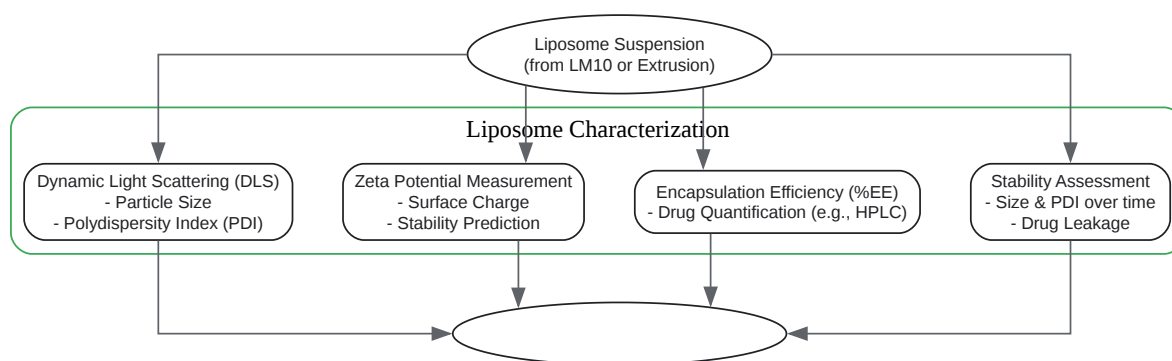 Liposome Suspension
(from LM10 or Extrusion)
Liposome Characterization
Dynamic Light Scattering (DLS)
- Particle Size
- Polydispersity Index (PDI)
Zeta Potential Measurement
- Surface Charge
- Stability Prediction
Encapsulation Efficiency (%EE)
- Drug Quantification (e.g., HPLC)
Stability Assessment
- Size & PDI over time
- Drug Leakage